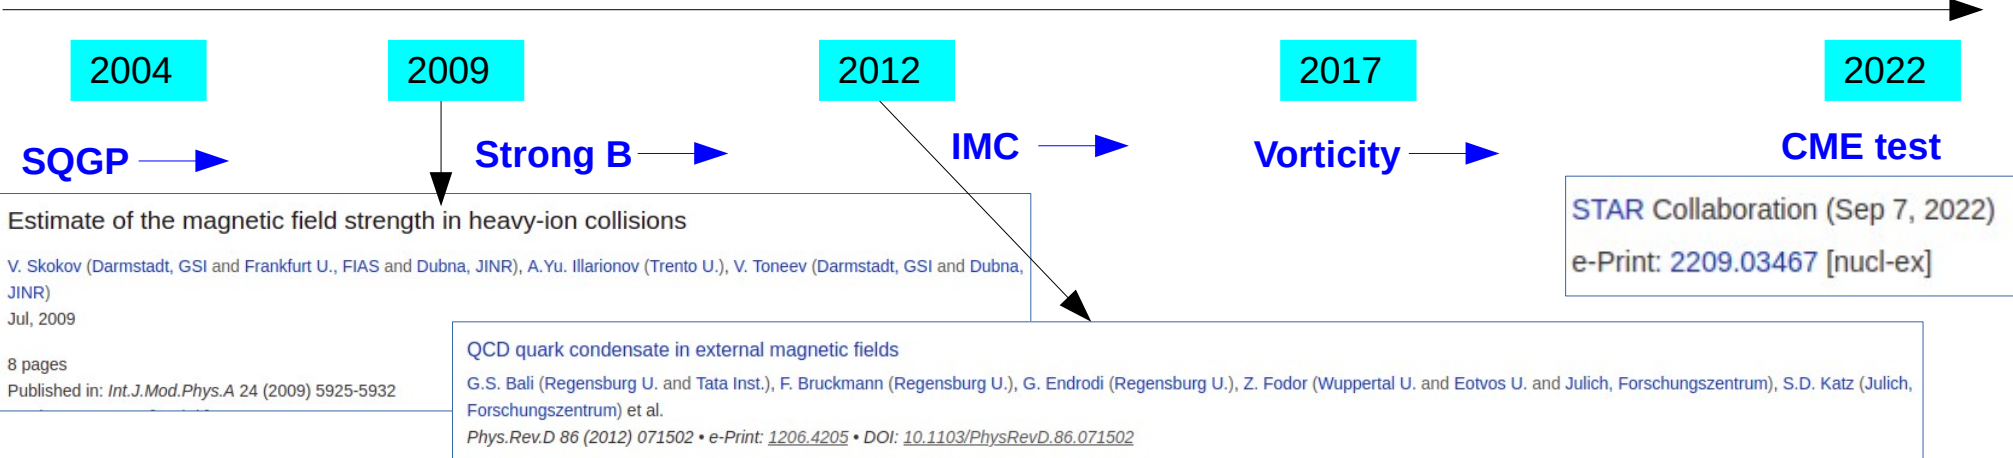 2004
2009
2012
2017
2022
SQGP
Strong B
IMC
Vorticity
CME test
Estimate of the magnetic field strength in heavy-ion collisions
V. Skokov (Darmstadt, GSI and Frankfurt U., FIAS and Dubna, JINR), A.Yu. Illarionov (Trento U.), V. Toneev (Darmstadt, GSI and Dubna,
JINR)
Jul, 2009
8 pages
Published in: Int.J.Mod.Phys.A 24 (2009) 5925-5932
STAR Collaboration (Sep 7, 2022)
e-Print: 2209.03467 [nucl-ex]
QCD quark condensate in external magnetic fields
G.S. Bali (Regensburg U. and Tata Inst.), F. Bruckmann (Regensburg U.), G. Endrodi (Regensburg U.), Z. Fodor (Wuppertal U. and Eotvos U. and Julich, Forschungszentrum), S.D. Katz (Julich,
Forschungszentrum) et al.
Phys.Rev.D 86 (2012) 071502 • e-Print: 1206.4205 • DOI: 10.1103/PhysRevD.86.071502